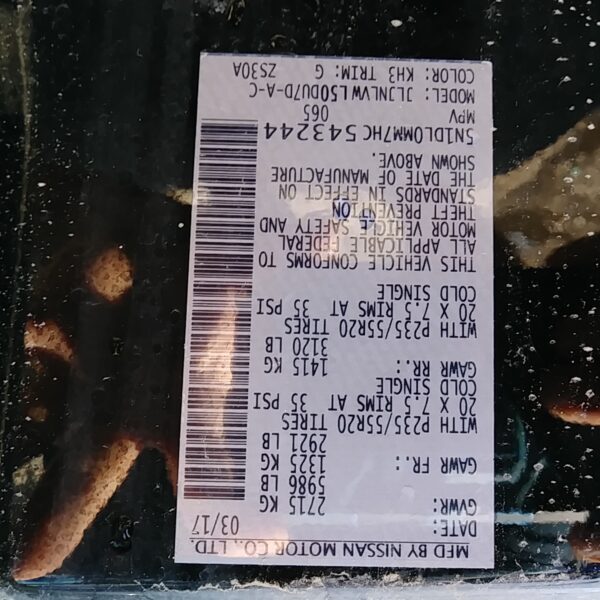 MFD BY NISSAN MOTOR CO., LTD.
DATE: 03/17
GVWR: 2715 KG
5986 LB
GAWR FR.: 1325 KG
2921 LB
WITH P235/55R20 TIRES
20 X 7.5 RIMS AT 35 PSI
COLD SINGLE
GAWR RR.: 1415 KG
3120 LB
WITH P235/55R20 TIRES
20 X 7.5 RIMS AT 35 PSI
COLD SINGLE
THIS VEHICLE CONFORMS TO
ALL APPLICABLE FEDERAL
MOTOR VEHICLE SAFETY AND
THEFT PREVENTION
STANDARDS IN EFFECT ON
THE DATE OF MANUFACTURE
SHOWN ABOVE.
5N1DL0MM7HC543244
MPV 065
MODEL: JLJNLVWL50DU7D-A-C
COLOR: KH3 TRIM: G ZS30A